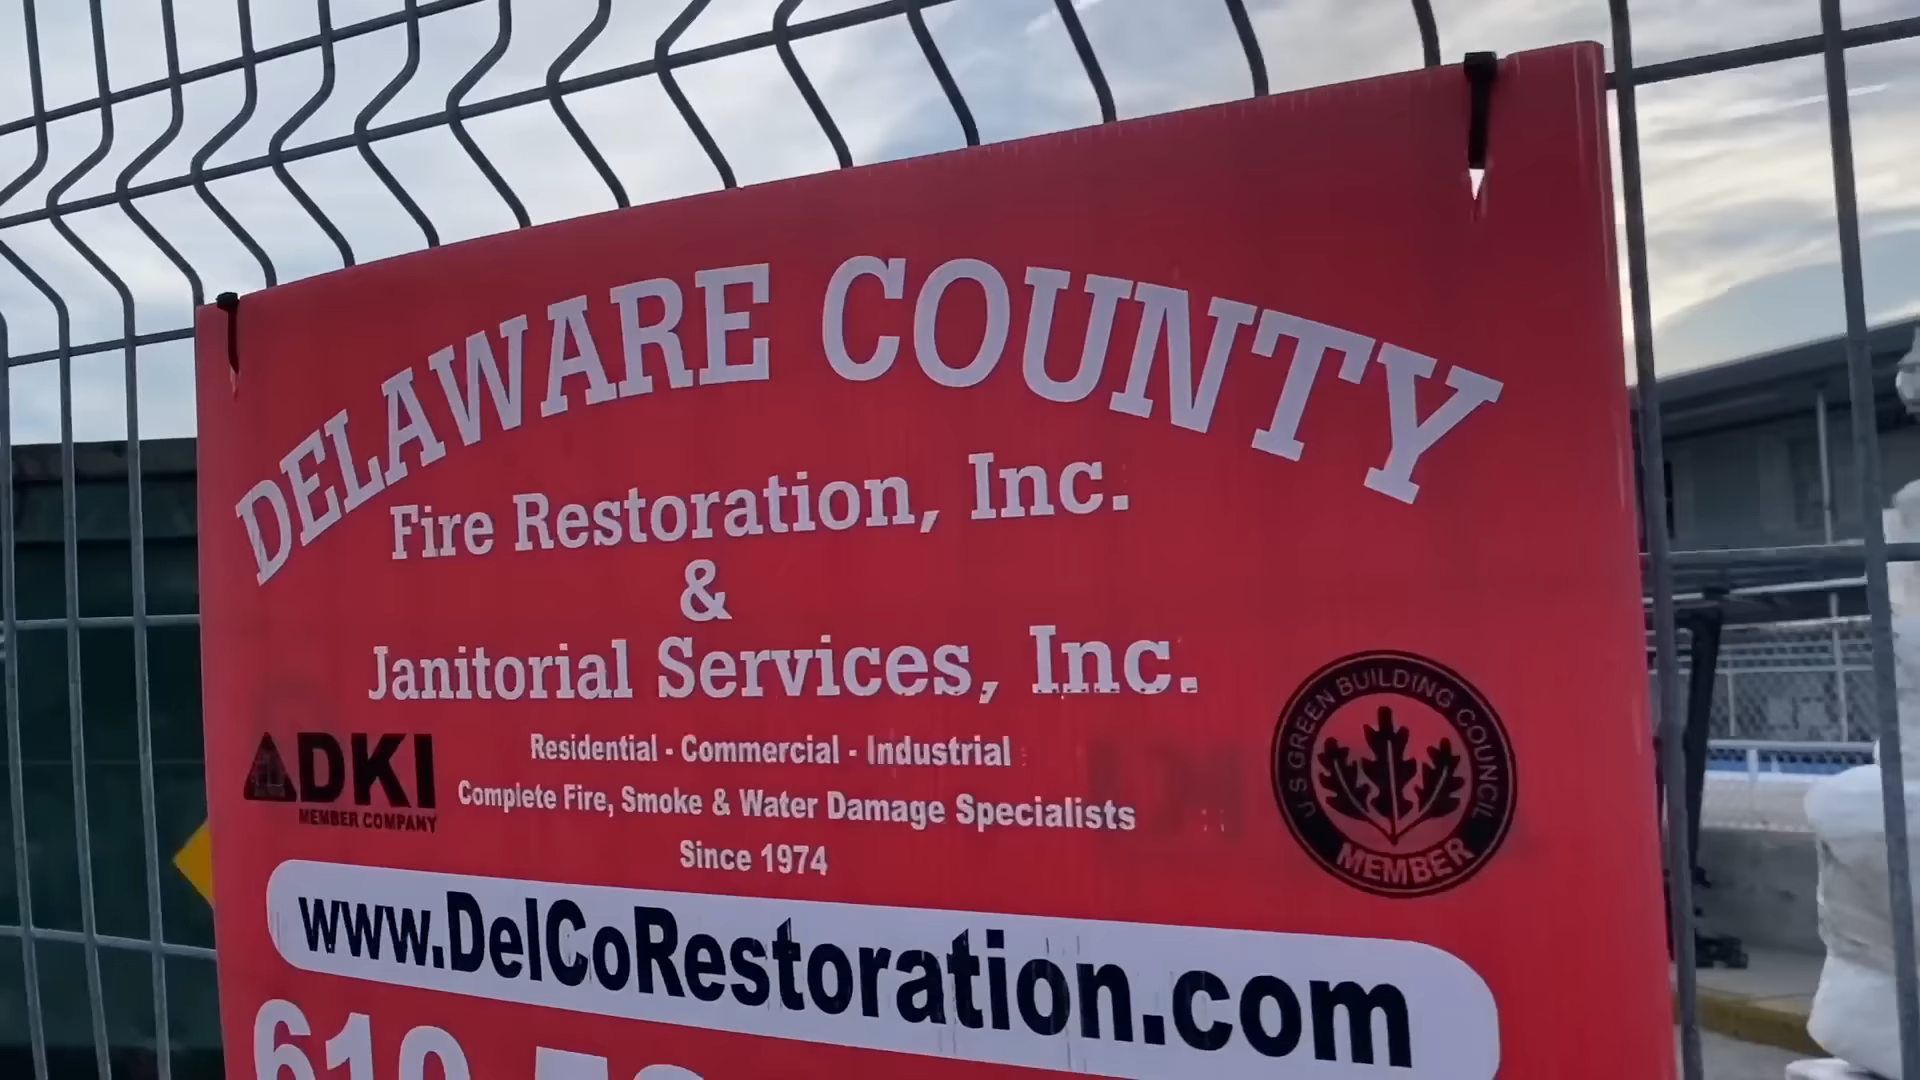 DELAWARE COUNTY
Fire Restoration, Inc.
&
Janitorial Services, Inc.
DKI
MEMBER COMPANY
Residential - Commercial - Industrial
Complete Fire, Smoke & Water Damage Specialists
Since 1974
U S GREEN BUILDING COUNCIL
MEMBER
www.DelCoRestoration.com
610